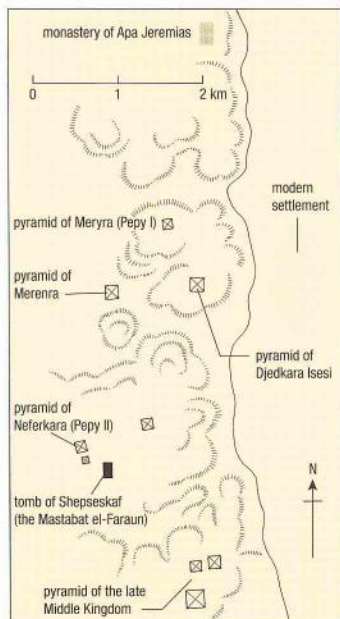 monastery of Apa Jeremias
0 1 2 km
modern
settlement
pyramid of Meryra (Pepy I)
pyramid of
Merenra
pyramid of
Djedkara Isesi
pyramid of
Neferkara (Pepy II)
N
tomb of Shepseskaf
(the Mastabat el-Faraun)
pyramid of the late
Middle Kingdom